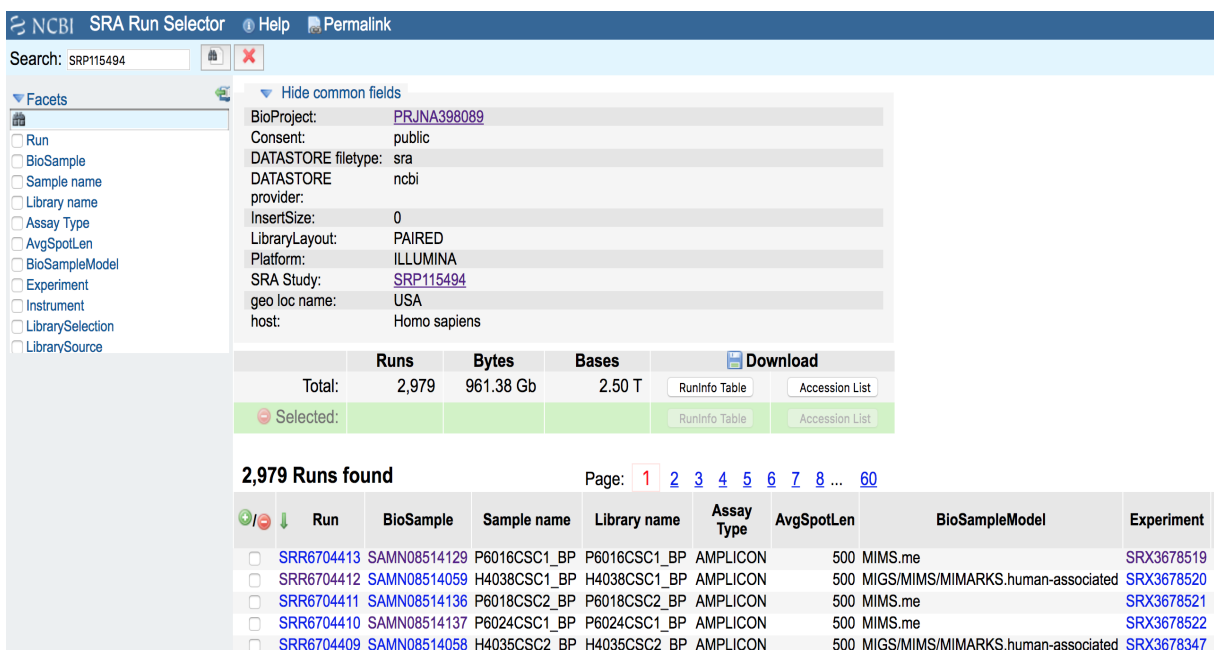 NCBI SRA Run Selector Help Permalink
Search: SRP115494
Facets
Run
BioSample
Sample name
Library name
Assay Type
AvgSpotLen
BioSampleModel
Experiment
Instrument
LibrarySelection
LibrarySource
Hide common fields
BioProject: PRJNA398089
Consent: public
DATASTORE filetype: sra
DATASTORE provider: ncbi
InsertSize: 0
LibraryLayout: PAIRED
Platform: ILLUMINA
SRA Study: SRP115494
geo loc name: USA
host: Homo sapiens
Runs Bytes Bases Download
Total: 2,979 961.38 Gb 2.50 T RunInfo Table Accession List
Selected: RunInfo Table Accession List
2,979 Runs found Page: 1 2 3 4 5 6 7 8 ... 60
/ Run BioSample Sample name Library name Assay Type AvgSpotLen BioSampleModel Experiment
SRR6704413 SAMN08514129 P6016CSC1_BP P6016CSC1_BP AMPLICON 500 MIMS.me SRX3678519
SRR6704412 SAMN08514059 H4038CSC1_BP H4038CSC1_BP AMPLICON 500 MIGS/MIMS/MIMARKS.human-associated SRX3678520
SRR6704411 SAMN08514136 P6018CSC2_BP P6018CSC2_BP AMPLICON 500 MIMS.me SRX3678521
SRR6704410 SAMN08514137 P6024CSC1_BP P6024CSC1_BP AMPLICON 500 MIMS.me SRX3678522
SRR6704409 SAMN08514058 H4035CSC2_BP H4035CSC2_BP AMPLICON 500 MIGS/MIMS/MIMARKS.human-associated SRX3678347